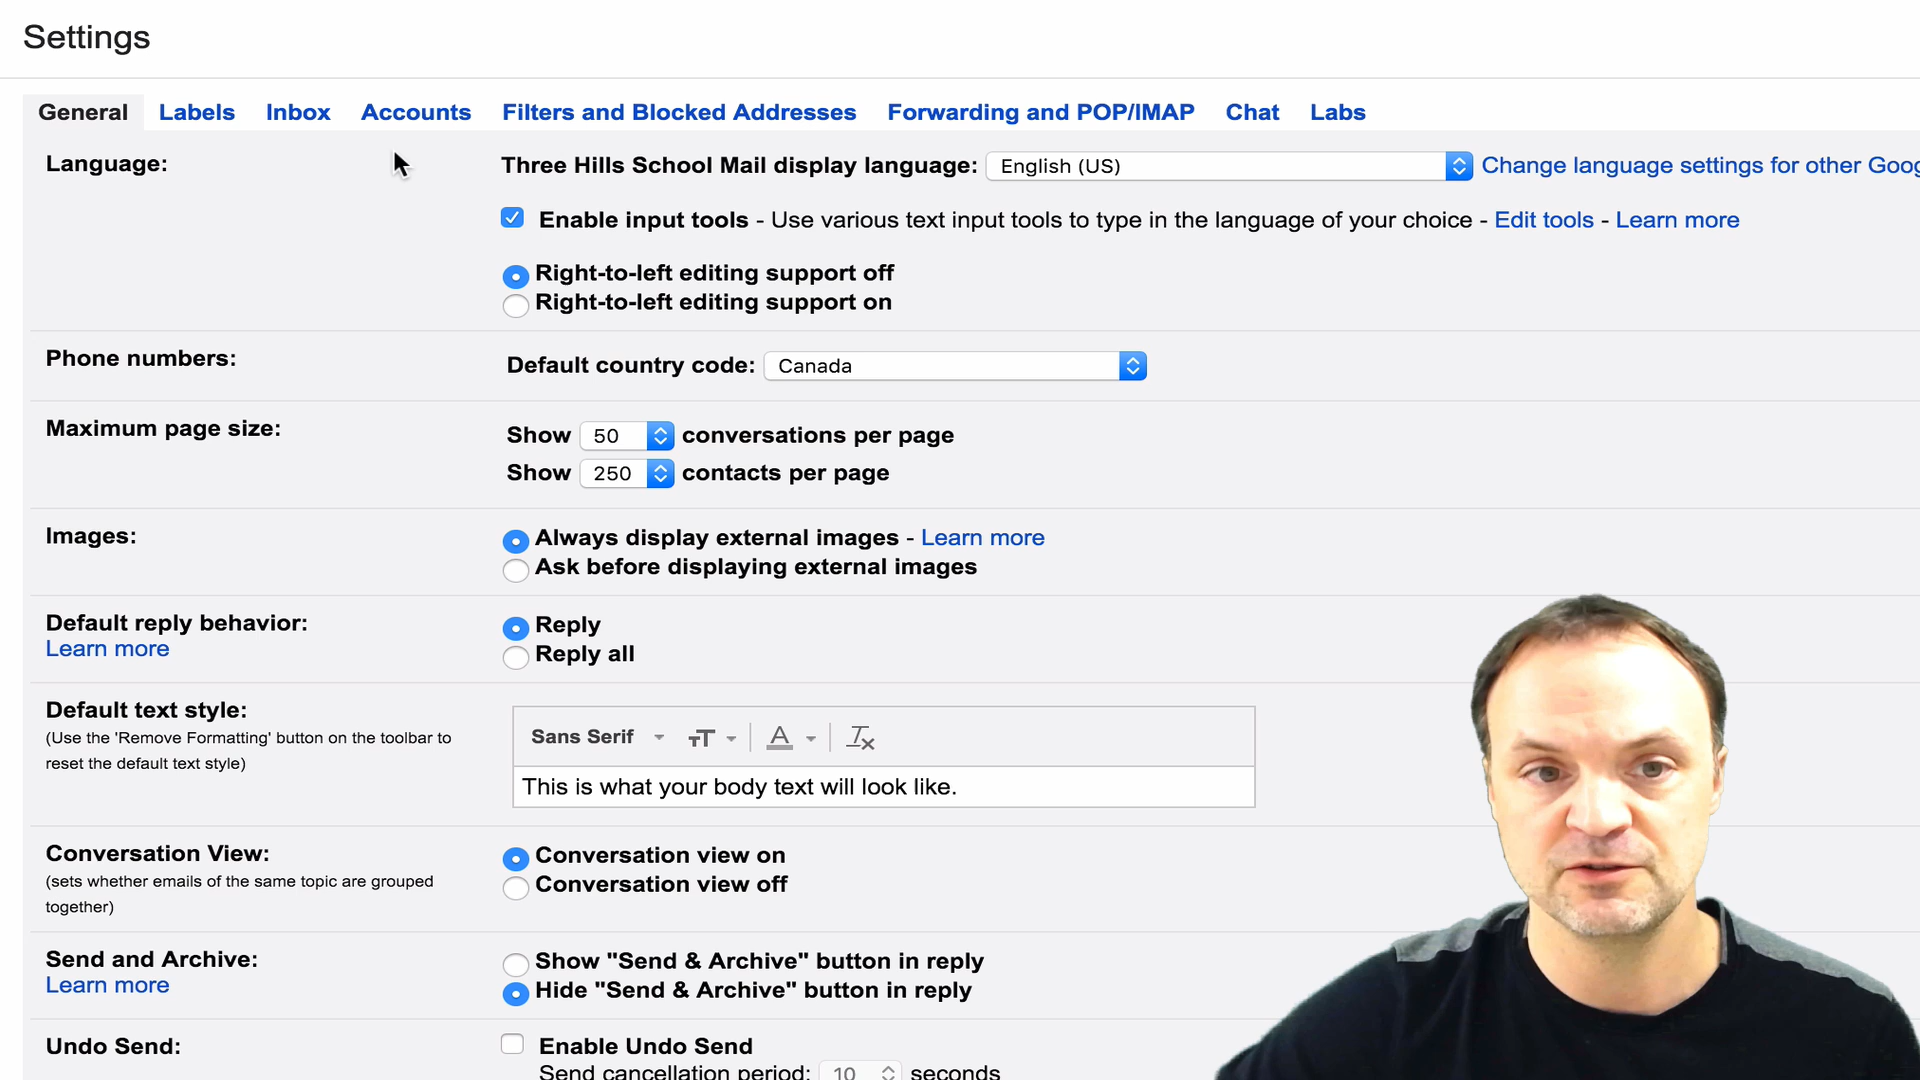 Settings
General Labels Inbox Accounts Filters and Blocked Addresses Forwarding and POP/IMAP Chat Labs
Language:
Three Hills School Mail display language: English (US) Change language settings for other Goog
Enable input tools - Use various text input tools to type in the language of your choice - Edit tools - Learn more
Right-to-left editing support off
Right-to-left editing support on
Phone numbers:
Default country code: Canada
Maximum page size:
Show 50 conversations per page
Show 250 contacts per page
Images:
Always display external images - Learn more
Ask before displaying external images
Default reply behavior:
Learn more
Reply
Reply all
Default text style:
(Use the 'Remove Formatting' button on the toolbar to
reset the default text style)
Sans Serif
This is what your body text will look like.
Conversation View:
(sets whether emails of the same topic are grouped
together)
Conversation view on
Conversation view off
Send and Archive:
Learn more
Show "Send & Archive" button in reply
Hide "Send & Archive" button in reply
Undo Send:
Enable Undo Send
Send cancellation period: 10 seconds